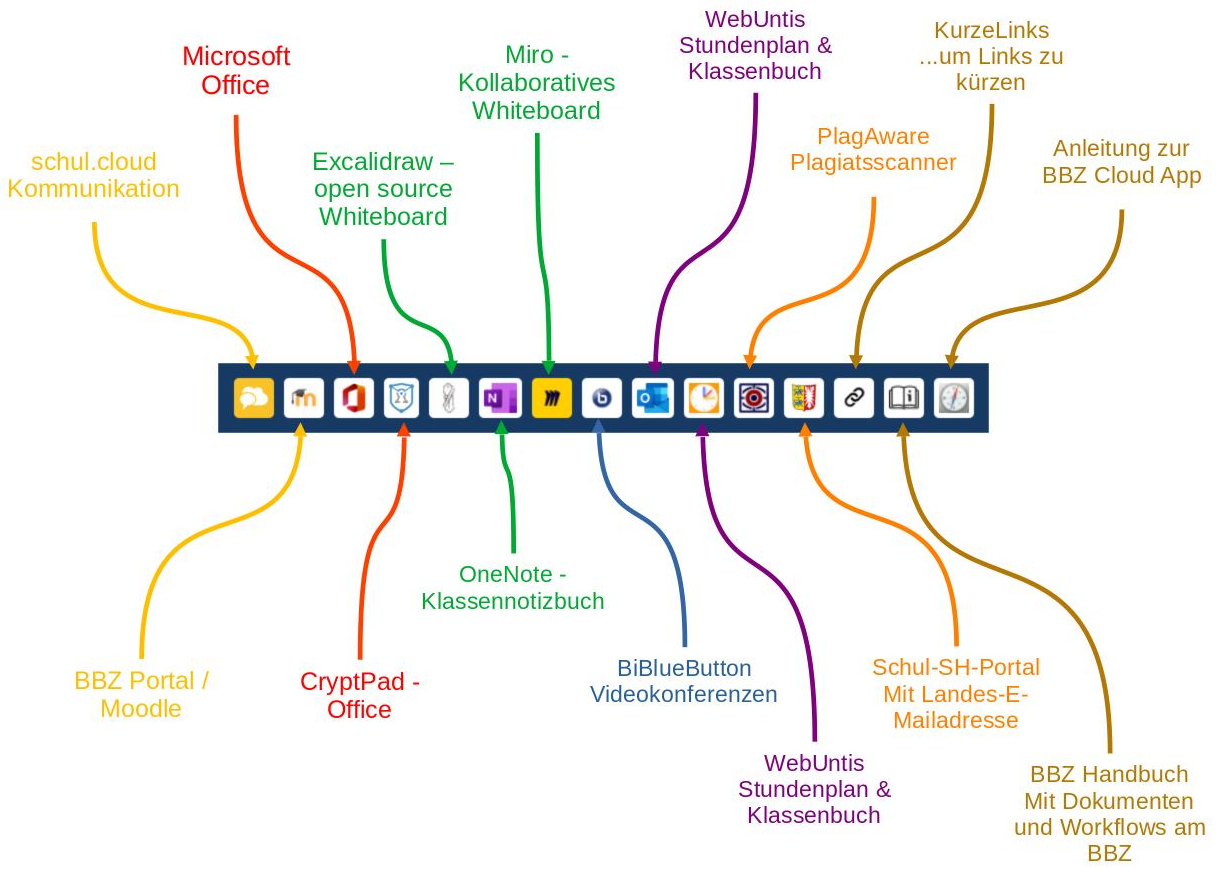 WebUntis
Stundenplan &
Klassenbuch
KurzeLinks
...um Links zu
kürzen
Microsoft
Office
Miro -
Kollaboratives
Whiteboard
PlagAware
Plagiatsscanner
Anleitung zur
BBZ Cloud App
schul.cloud
Kommunikation
Excalidraw –
open source
Whiteboard
OneNote -
Klassennotizbuch
BBZ Portal /
Moodle
CryptPad -
Office
BiBlueButton
Videokonferenzen
Schul-SH-Portal
Mit Landes-E-
Mailadresse
WebUntis
Stundenplan &
Klassenbuch
BBZ Handbuch
Mit Dokumenten
und Workflows am
BBZ